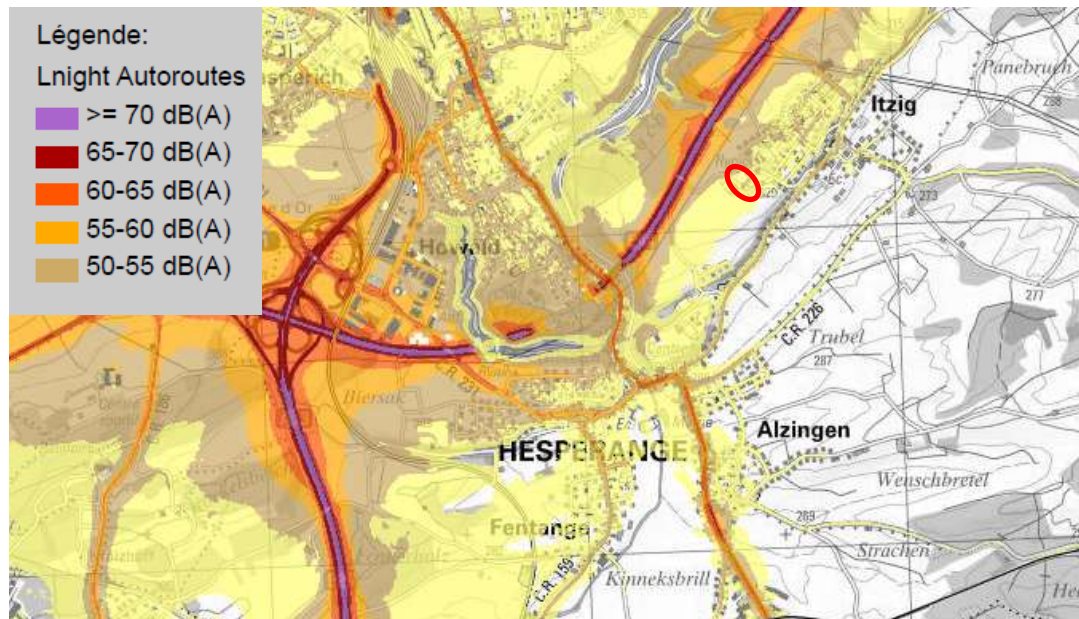 Légende:
Lnight Autoroutes
>= 70 dB(A)
65-70 dB(A)
60-65 dB(A)
55-60 dB(A)
50-55 dB(A)
Panebruch
Itzig
288
273
Howald
277
C.R. 226
Trubel
287
C.R. 231
Biersak
HESPERANGE
Alzingen
Wenschbretel
Fentange
269
Strachen
C.R. 159
Kinneksbrill